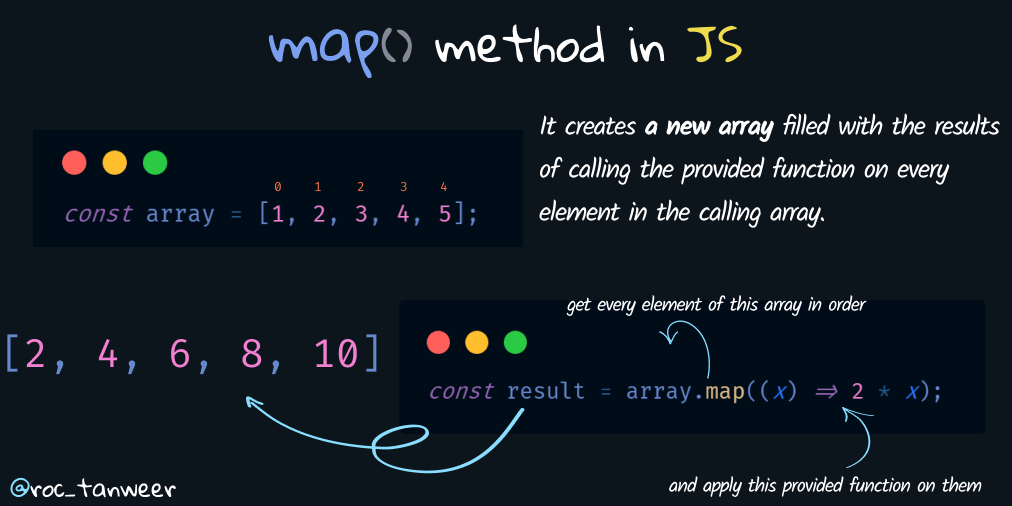 map() method in JS
It creates a new array filled with the results
of calling the provided function on every
element in the calling array.
0 1 2 3 4
const array = [1, 2, 3, 4, 5];
get every element of this array in order
[2, 4, 6, 8, 10]
const result = array.map((x) => 2 * x);
and apply this provided function on them
@roc_tanweer